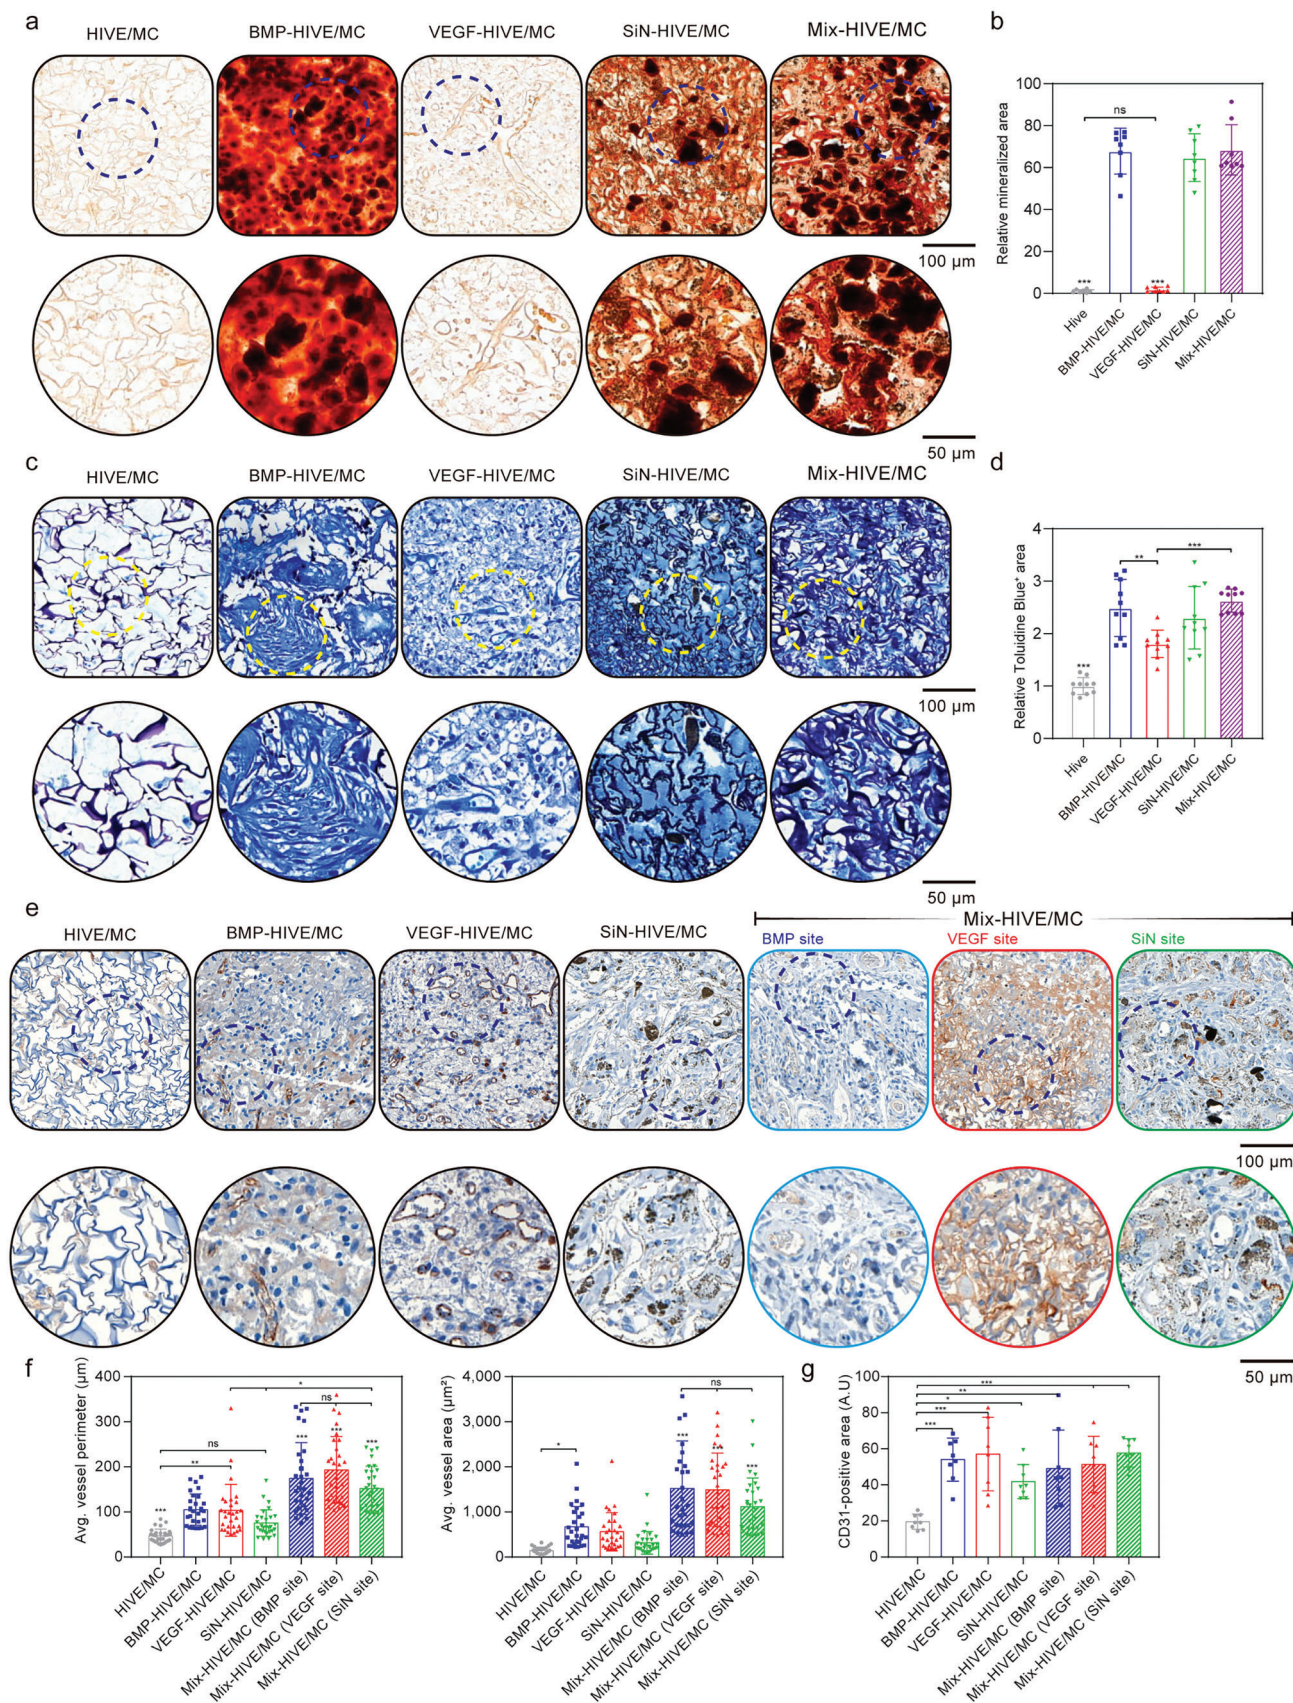 a
HIVE/MC BMP-HIVE/MC VEGF-HIVE/MC SiN-HIVE/MC Mix-HIVE/MC
100 µm
50 µm
b
Relative mineralized area
100
80
60
40
20
0
ns
*** ***
Hive BMP-HIVE/MC VEGF-HIVE/MC SiN-HIVE/MC Mix-HIVE/MC
c
HIVE/MC BMP-HIVE/MC VEGF-HIVE/MC SiN-HIVE/MC Mix-HIVE/MC
100 µm
50 µm
d
Relative Toluidine Blue⁺ area
4
3
2
1
0
** ***
***
Hive BMP-HIVE/MC VEGF-HIVE/MC SiN-HIVE/MC Mix-HIVE/MC
e
Mix-HIVE/MC
HIVE/MC BMP-HIVE/MC VEGF-HIVE/MC SiN-HIVE/MC BMP site VEGF site SiN site
100 µm
50 µm
f
Avg. vessel perimeter (µm)
400
300
200
100
0
*
ns
*** *** ***
ns
**
***
HIVE/MC BMP-HIVE/MC VEGF-HIVE/MC SiN-HIVE/MC Mix-HIVE/MC (BMP site) Mix-HIVE/MC (VEGF site) Mix-HIVE/MC (SiN site)
Avg. vessel area (µm²)
4,000
3,000
2,000
1,000
0
ns
*** *** ***
*
HIVE/MC BMP-HIVE/MC VEGF-HIVE/MC SiN-HIVE/MC Mix-HIVE/MC (BMP site) Mix-HIVE/MC (VEGF site) Mix-HIVE/MC (SiN site)
g
CD31-positive area (A.U)
100
80
60
40
20
0
***
**
*
***
***
HIVE/MC BMP-HIVE/MC VEGF-HIVE/MC SiN-HIVE/MC Mix-HIVE/MC (BMP site) Mix-HIVE/MC (VEGF site) Mix-HIVE/MC (SiN site)